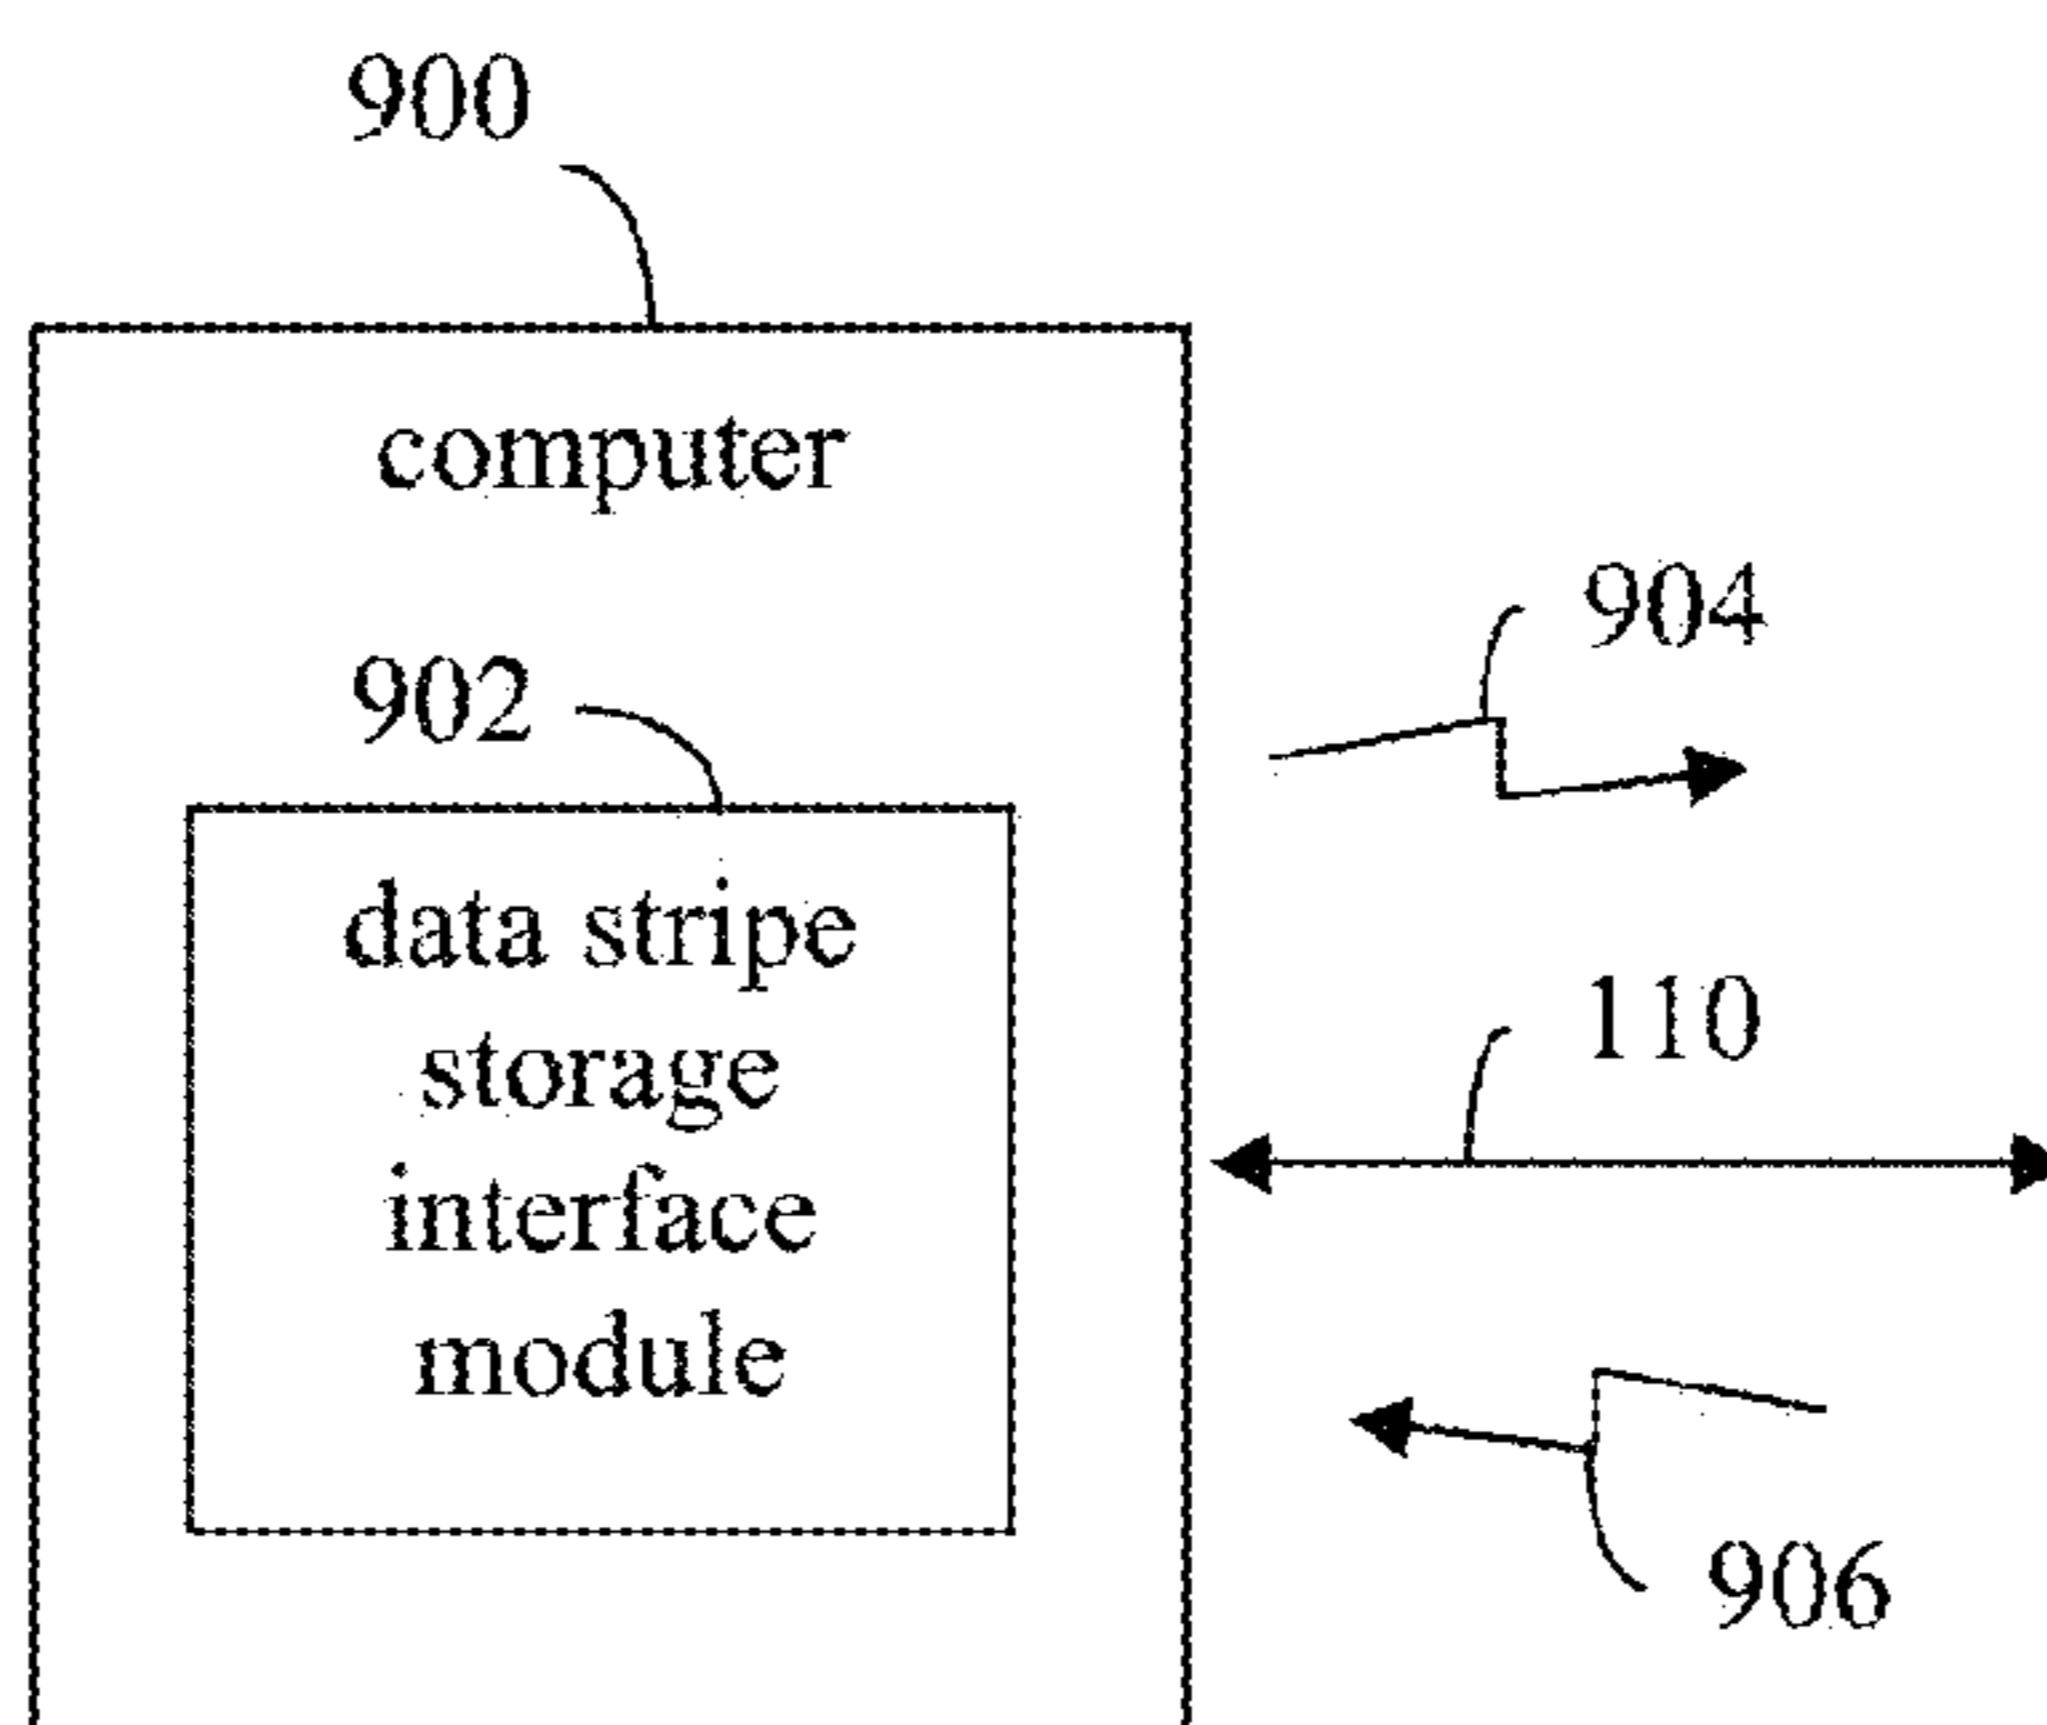 900
computer
904
902
data stripe
storage
interface
module
110
906